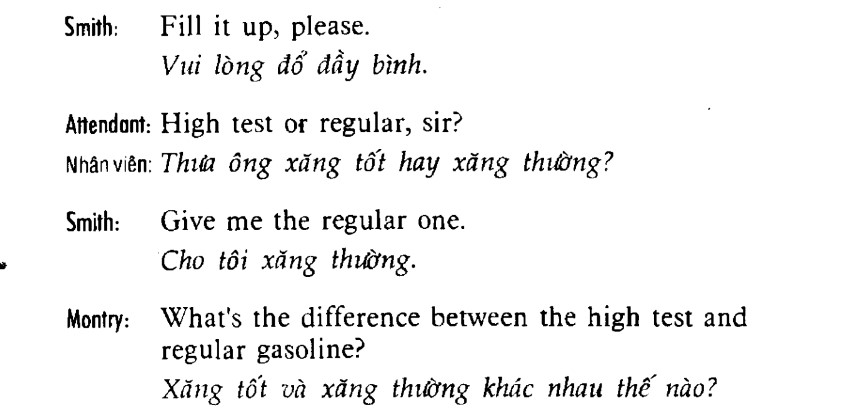 Smith: Fill it up, please.
Vui lòng đổ đầy bình.
Attendant: High test or regular, sir?
Nhân viên: Thưa ông xăng tốt hay xăng thường?
Smith: Give me the regular one.
Cho tôi xăng thường.
Montry: What's the difference between the high test and
regular gasoline?
Xăng tốt và xăng thường khác nhau thế nào?